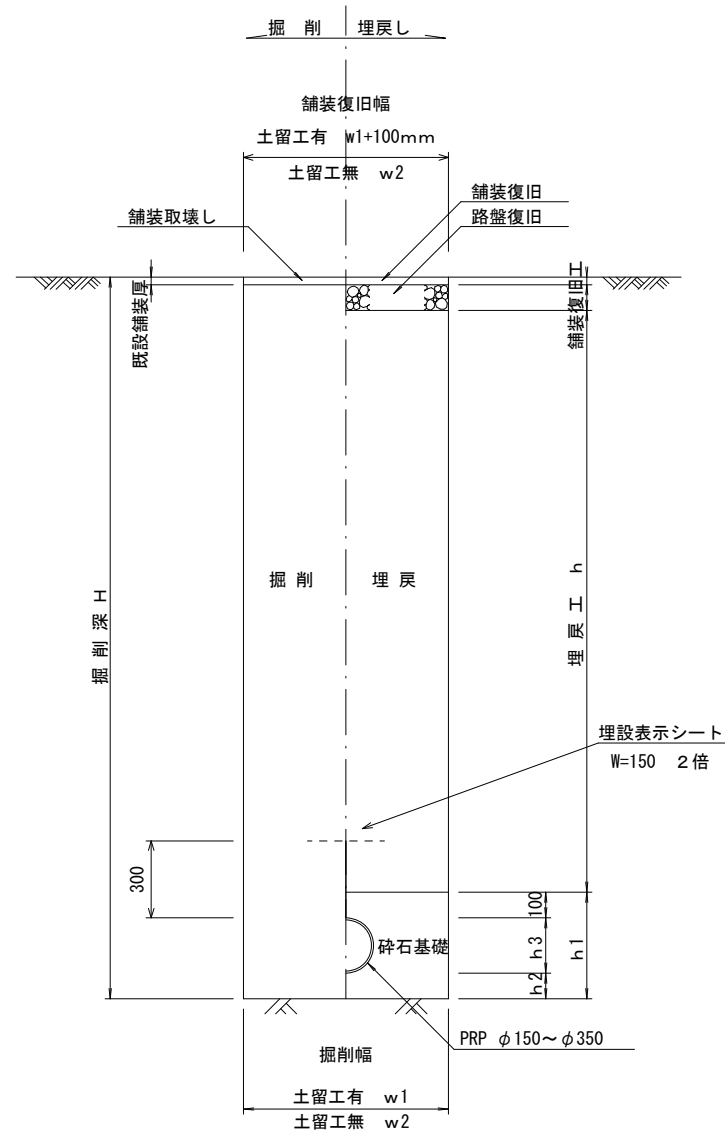 掘 削 埋戻し
舗装復旧幅
土留工有 w1+100mm
土留工無 w2
舗装復旧
舗装取壊し
路盤復旧
既設舗装厚
舗装復旧工
掘 削
埋 戻
掘削深H
埋戻工 h
埋設表示シート
W=150 2倍
300
100
砕石基礎
h3
h1
h2
PRP φ150~φ350
掘削幅
土留工有 w1
土留工無 w2